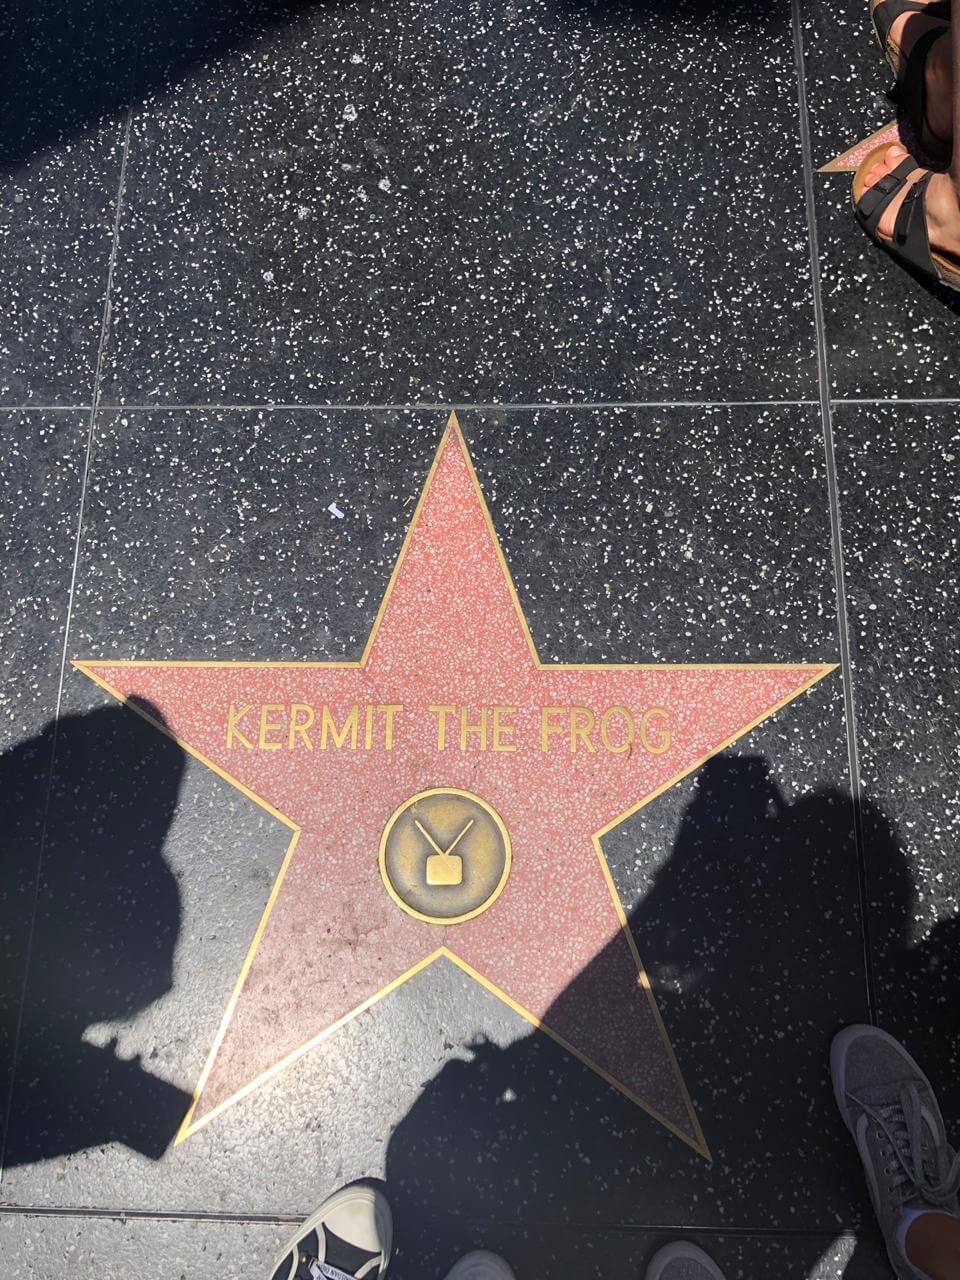 KERMIT THE FROG